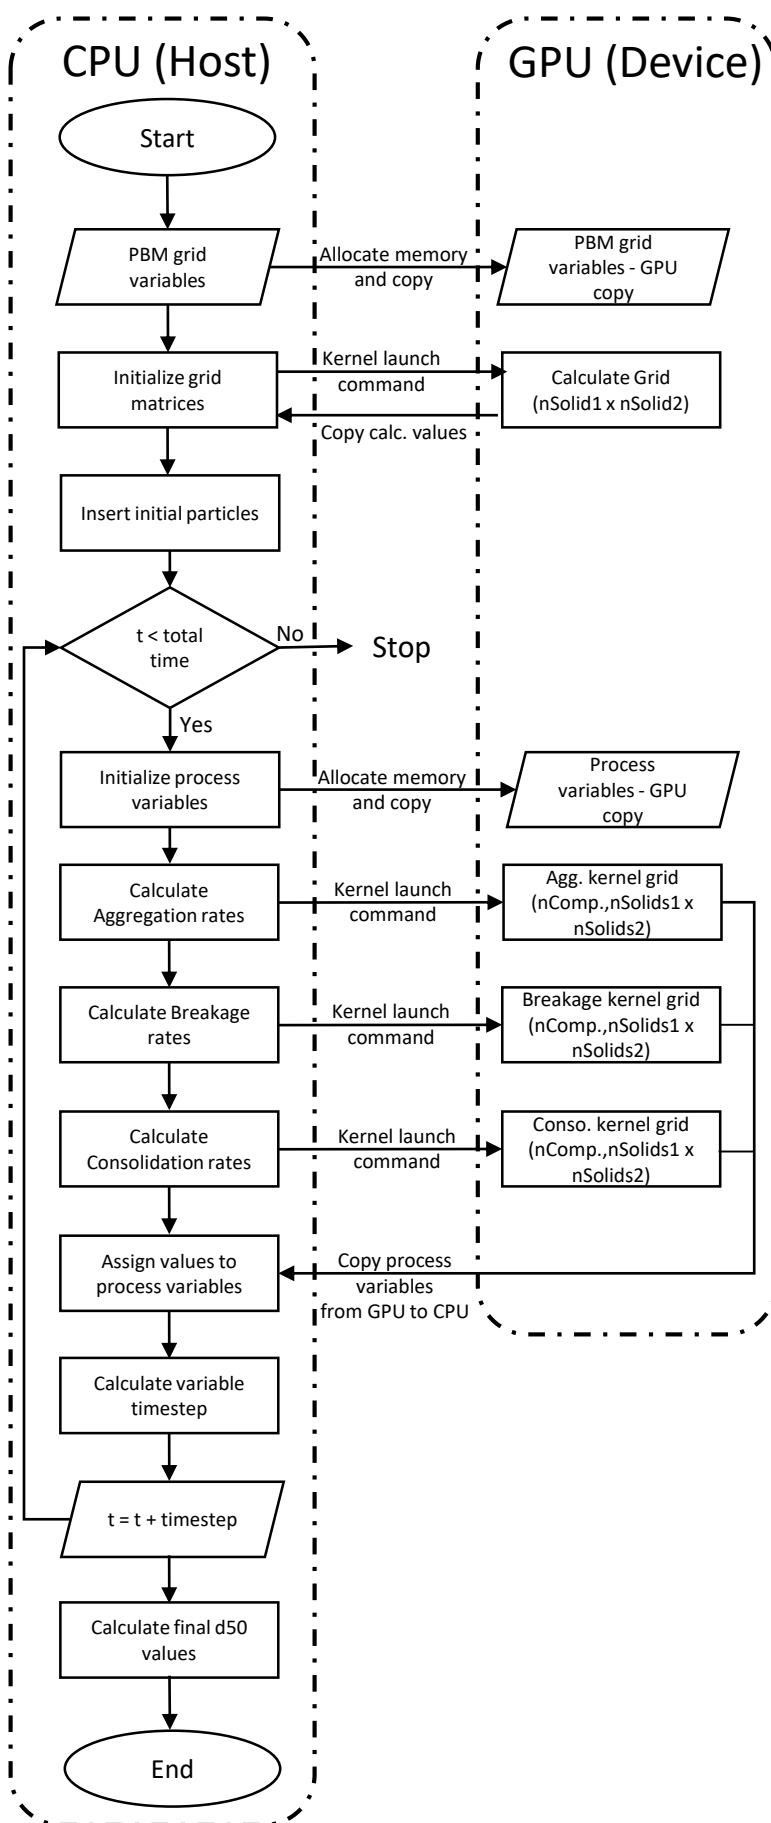 CPU (Host)
GPU (Device)
Start
PBM grid
variables
Allocate memory
and copy
PBM grid
variables - GPU
copy
Initialize grid
matrices
Kernel launch
command
Copy calc. values
Calculate Grid
(nSolid1 x nSolid2)
Insert initial particles
t < total
time
No
Stop
Yes
Initialize process
variables
Allocate memory
and copy
Process
variables - GPU
copy
Calculate
Aggregation rates
Kernel launch
command
Agg. kernel grid
(nComp.,nSolids1 x
nSolids2)
Calculate Breakage
rates
Kernel launch
command
Breakage kernel grid
(nComp.,nSolids1 x
nSolids2)
Calculate
Consolidation rates
Kernel launch
command
Conso. kernel grid
(nComp.,nSolids1 x
nSolids2)
Assign values to
process variables
Copy process
variables
from GPU to CPU
Calculate variable
timestep
t = t + timestep
Calculate final d50
values
End